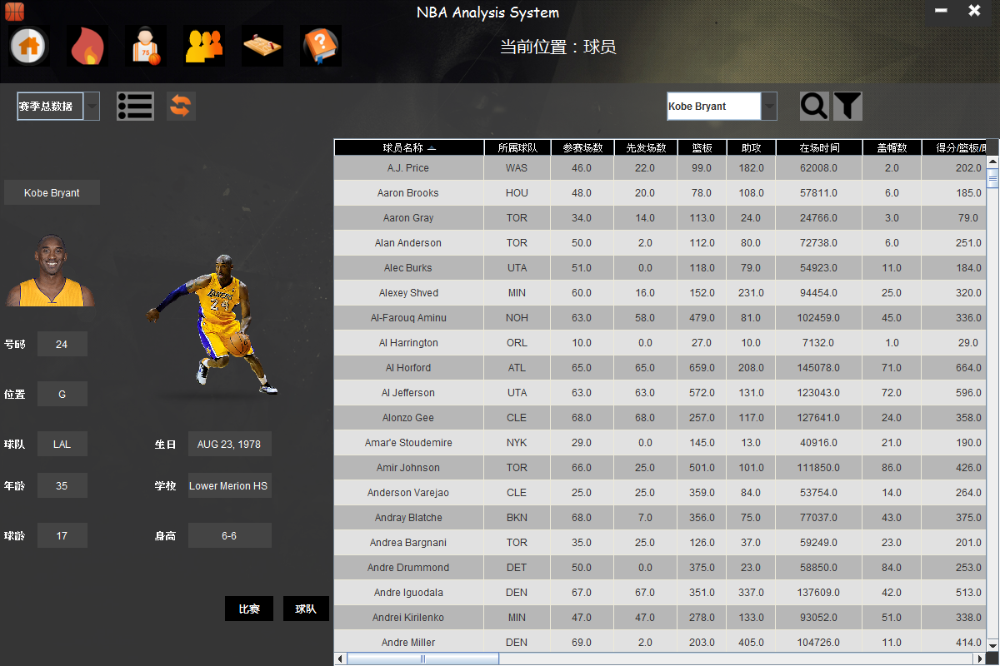 NBA Analysis System
当前位置：球员
75
?
赛季总数据
Kobe Bryant
Kobe Bryant
LAKERS
24
号码 24
位置 G
球队 LAL 生日 AUG 23, 1978
年龄 35 学校 Lower Merion HS
球龄 17 身高 6-6
比赛 球队
球员名称 所属球队 参赛场数 先发场数 篮板 助攻 在场时间 盖帽数 得分/篮板/
A.J. Price WAS 46.0 22.0 99.0 182.0 62008.0 2.0 202.0
Aaron Brooks HOU 48.0 20.0 78.0 108.0 57811.0 6.0 185.0
Aaron Gray TOR 34.0 14.0 113.0 24.0 24766.0 3.0 79.0
Alan Anderson TOR 50.0 2.0 112.0 80.0 72738.0 6.0 251.0
Alec Burks UTA 51.0 0.0 118.0 79.0 54923.0 11.0 184.0
Alexey Shved MIN 60.0 16.0 152.0 231.0 94454.0 25.0 320.0
Al-Farouq Aminu NOH 63.0 58.0 479.0 81.0 102459.0 45.0 336.0
Al Harrington ORL 10.0 0.0 27.0 10.0 7132.0 1.0 29.0
Al Horford ATL 65.0 65.0 659.0 208.0 145078.0 71.0 664.0
Al Jefferson UTA 63.0 63.0 572.0 131.0 123043.0 72.0 596.0
Alonzo Gee CLE 68.0 68.0 257.0 117.0 127641.0 24.0 358.0
Amar'e Stoudemire NYK 29.0 0.0 145.0 13.0 40916.0 21.0 190.0
Amir Johnson TOR 66.0 25.0 501.0 101.0 111850.0 86.0 426.0
Anderson Varejao CLE 25.0 25.0 359.0 84.0 53754.0 14.0 264.0
Andray Blatche BKN 68.0 7.0 356.0 75.0 77037.0 43.0 375.0
Andrea Bargnani TOR 35.0 25.0 126.0 37.0 59249.0 23.0 201.0
Andre Drummond DET 50.0 0.0 375.0 23.0 58850.0 84.0 253.0
Andre Iguodala DEN 67.0 67.0 351.0 337.0 137609.0 42.0 513.0
Andrei Kirilenko MIN 47.0 47.0 278.0 133.0 93052.0 51.0 338.0
Andre Miller DEN 69.0 2.0 203.0 405.0 104726.0 11.0 414.0